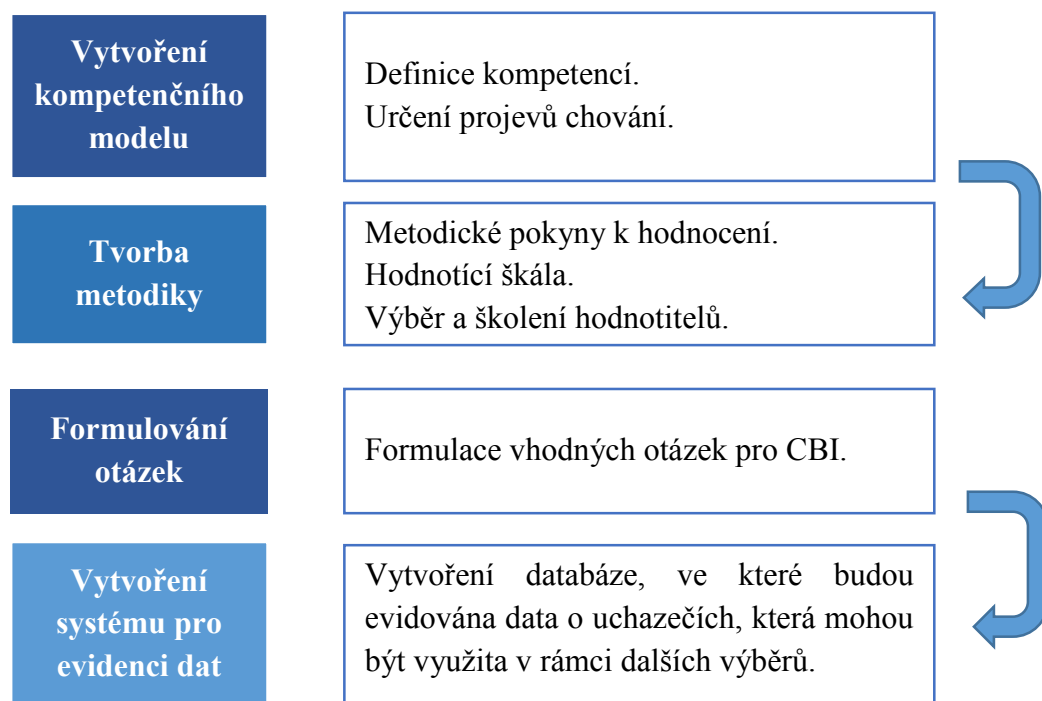 Vytvoření
kompetenčního
modelu
Definice kompetencí.
Určení projevů chování.
Tvorba
metodiky
Metodické pokyny k hodnocení.
Hodnotící škála.
Výběr a školení hodnotitelů.
Formulování
otázek
Formulace vhodných otázek pro CBI.
Vytvoření
systému pro
evidenci dat
Vytvoření databáze, ve které budou
evidována data o uchazečích, která mohou
být využita v rámci dalších výběrů.